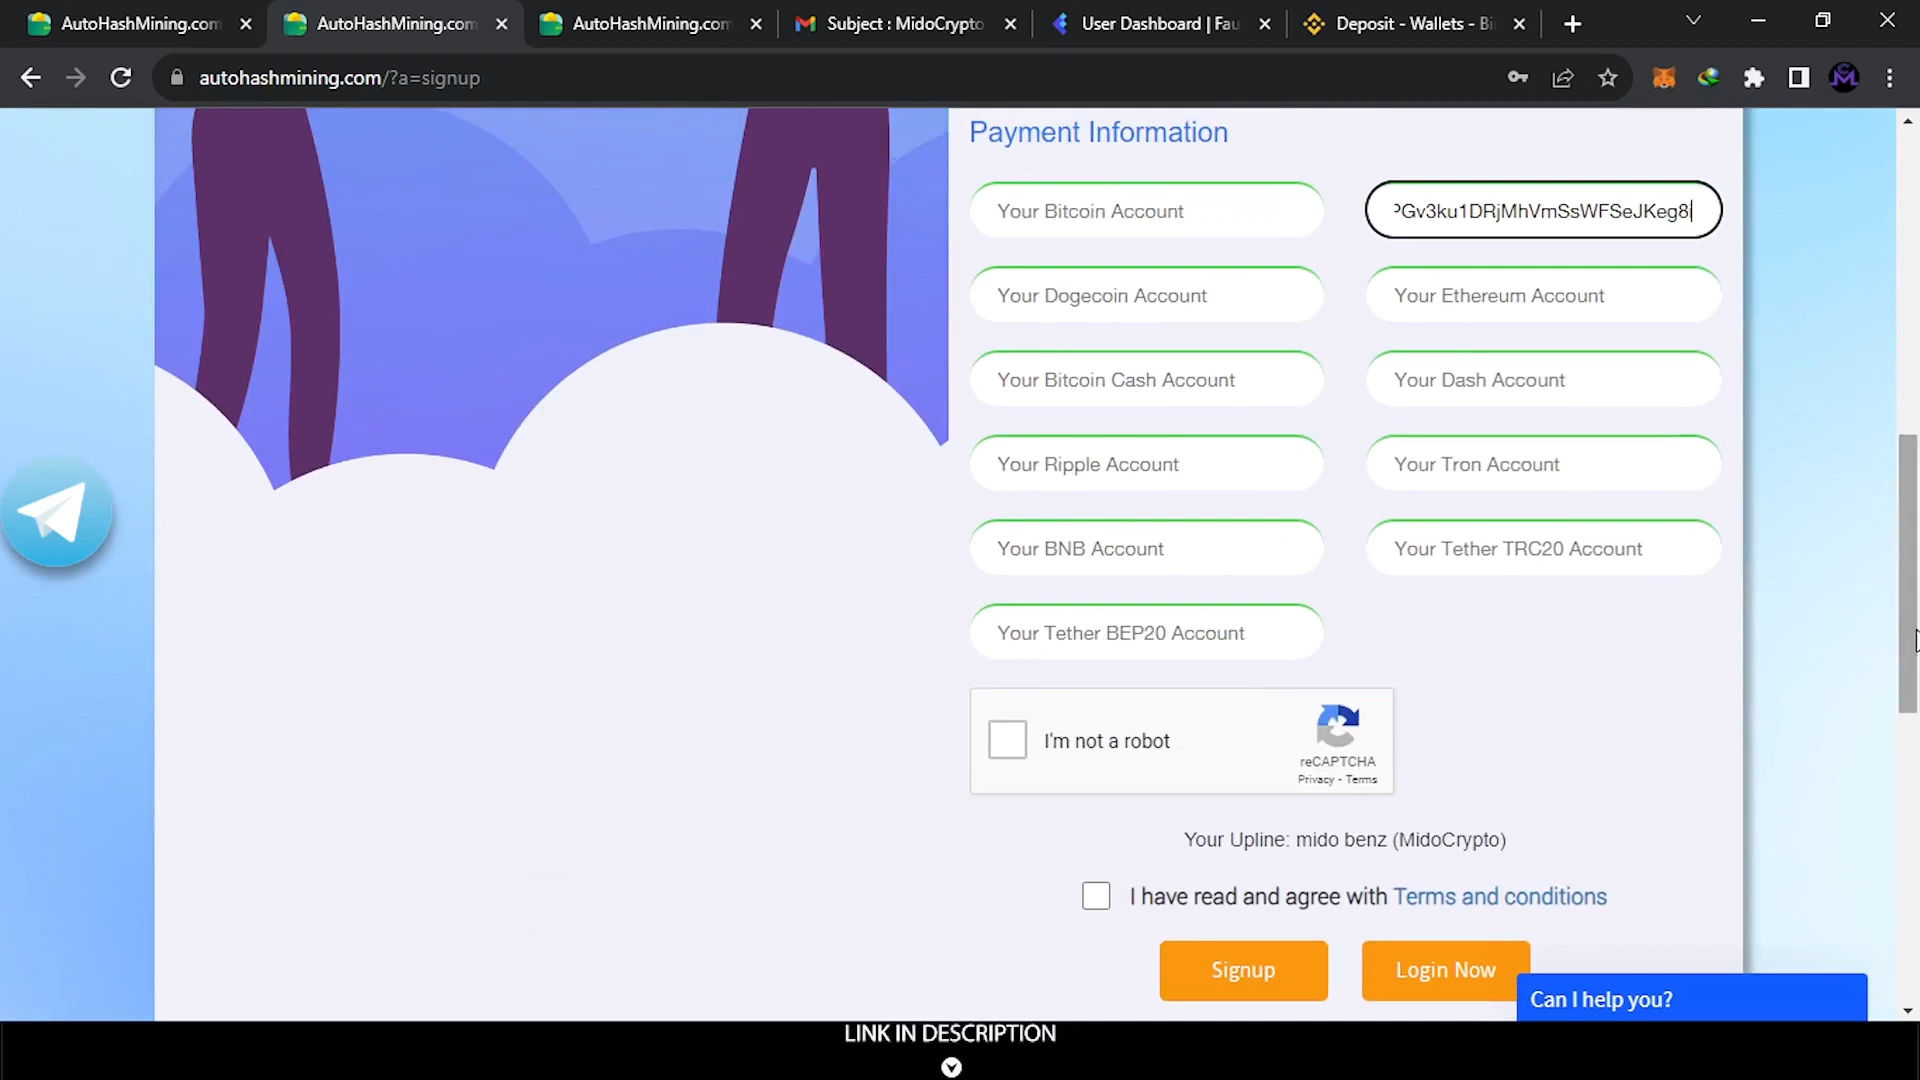 AutoHashMining.com
AutoHashMining.com
AutoHashMining.com
Subject : MidoCrypto
User Dashboard | Fau
Deposit - Wallets - Bi
autohashmining.com/?a=signup
Payment Information
Your Bitcoin Account
PGv3ku1DRjMhVmSsWFSeJKeg8
Your Dogecoin Account
Your Ethereum Account
Your Bitcoin Cash Account
Your Dash Account
Your Ripple Account
Your Tron Account
Your BNB Account
Your Tether TRC20 Account
Your Tether BEP20 Account
I'm not a robot
reCAPTCHA
Privacy - Terms
Your Upline: mido benz (MidoCrypto)
I have read and agree with Terms and conditions
Signup
Login Now
Can I help you?
LINK IN DESCRIPTION